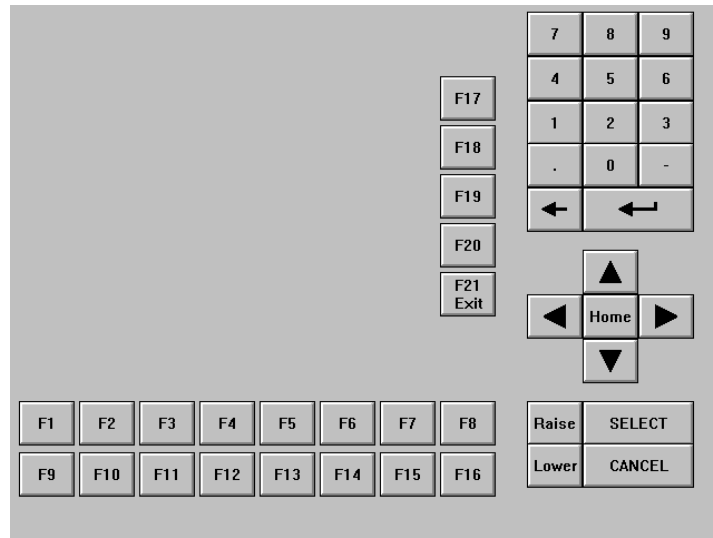 7 8 9
4 5 6
F17
1 2 3
F18
. 0 -
F19
F20
F21
Exit
Home
F1 F2 F3 F4 F5 F6 F7 F8
Raise SELECT
F9 F10 F11 F12 F13 F14 F15 F16
Lower CANCEL